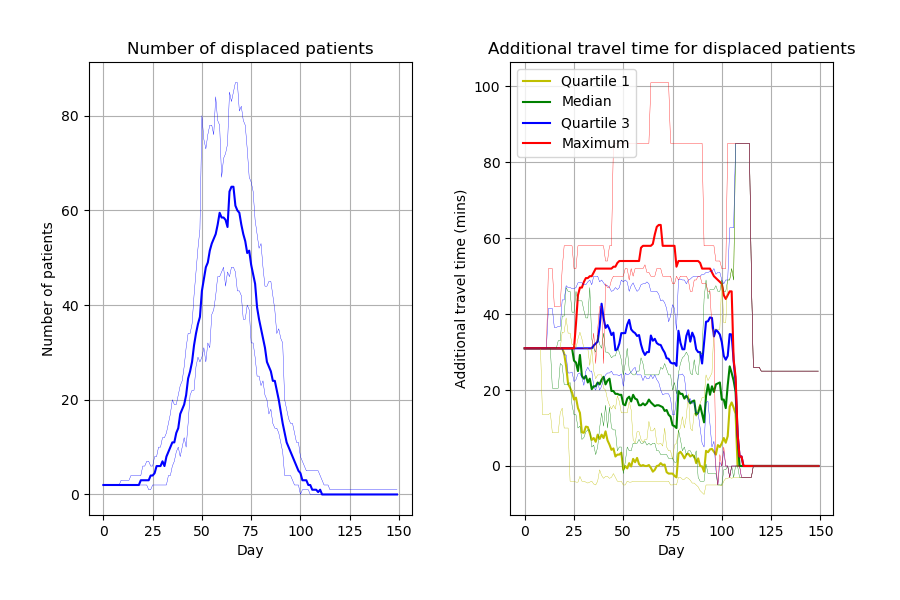 Number of displaced patients
Number of patients
80
60
40
20
0
0 25 50 75 100 125 150
Day
Additional travel time for displaced patients
Additional travel time (mins)
100
80
60
40
20
0
Quartile 1
Median
Quartile 3
Maximum
0 25 50 75 100 125 150
Day